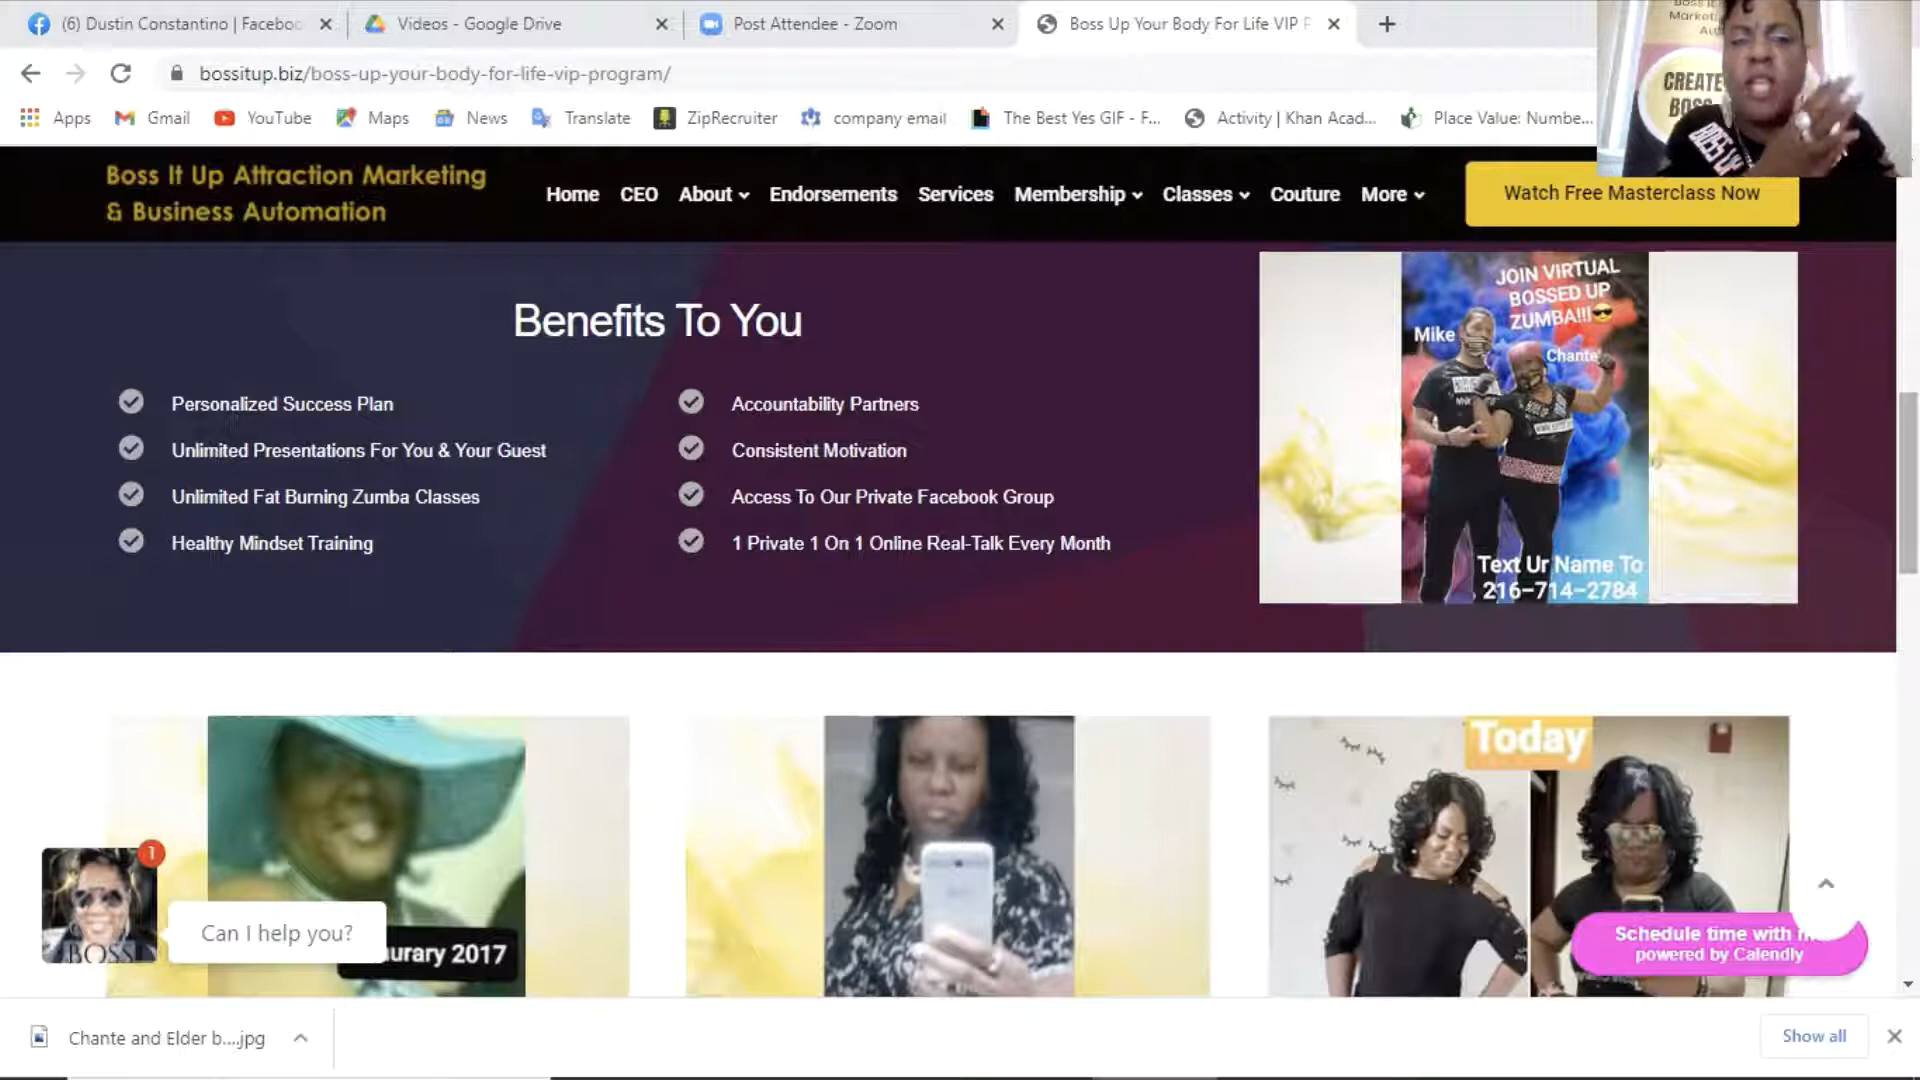 (6) Dustin Constantino | Faceboo
Videos - Google Drive
Post Attendee - Zoom
Boss Up Your Body For Life VIP P
bossitup.biz/boss-up-your-body-for-life-vip-program/
Apps
Gmail
YouTube
Maps
News
Translate
ZipRecruiter
company email
The Best Yes GIF - F...
Activity | Khan Acad...
Place Value: Numbe...
CREATE
BOSS
BOSS UP
Boss It Up Attraction Marketing
& Business Automation
Home
CEO
About
Endorsements
Services
Membership
Classes
Couture
More
Watch Free Masterclass Now
Benefits To You
Personalized Success Plan
Unlimited Presentations For You & Your Guest
Unlimited Fat Burning Zumba Classes
Healthy Mindset Training
Accountability Partners
Consistent Motivation
Access To Our Private Facebook Group
1 Private 1 On 1 Online Real-Talk Every Month
JOIN VIRTUAL
BOSSED UP
ZUMBA!!!
Mike
Chante
Text Ur Name To
216-714-2784
Today
1
BOSS
Can I help you?
aurary 2017
Schedule time with m
powered by Calendly
Chante and Elder b....jpg
Show all